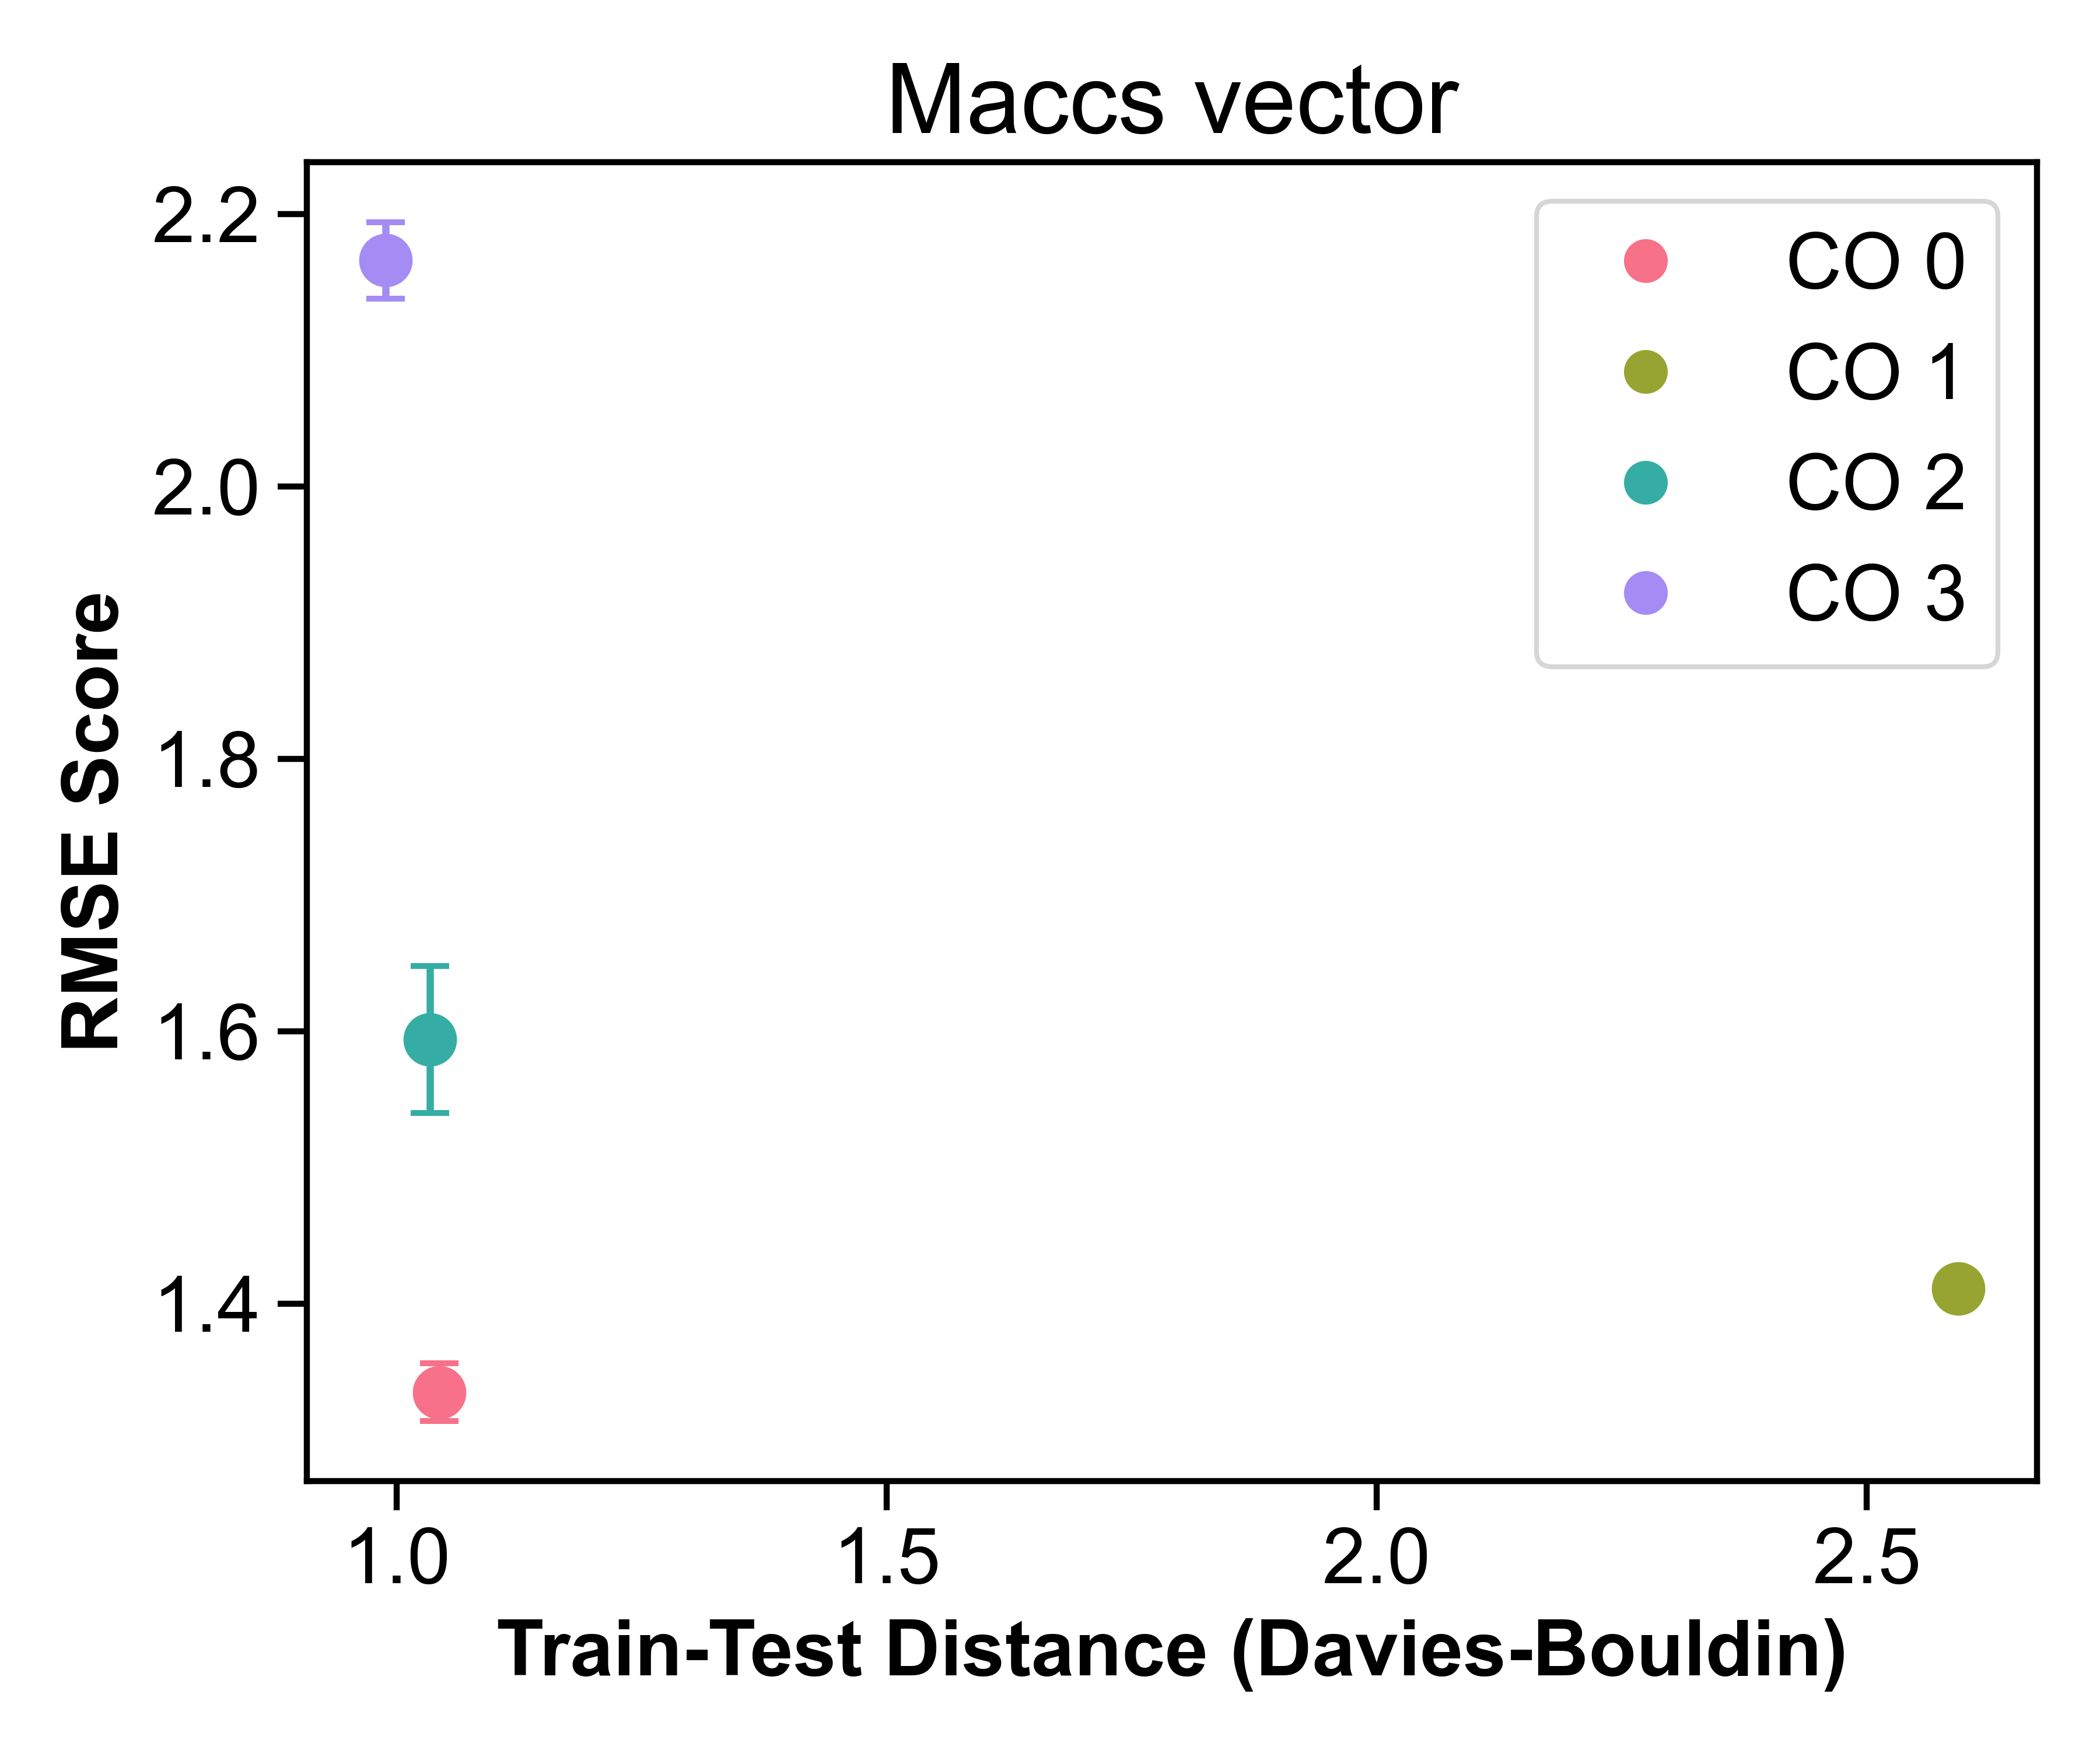 Maccs vector
2.2
2.0
1.8
1.6
1.4
RMSE Score
CO 0
CO 1
CO 2
CO 3
1.0 1.5 2.0 2.5
Train-Test Distance (Davies-Bouldin)